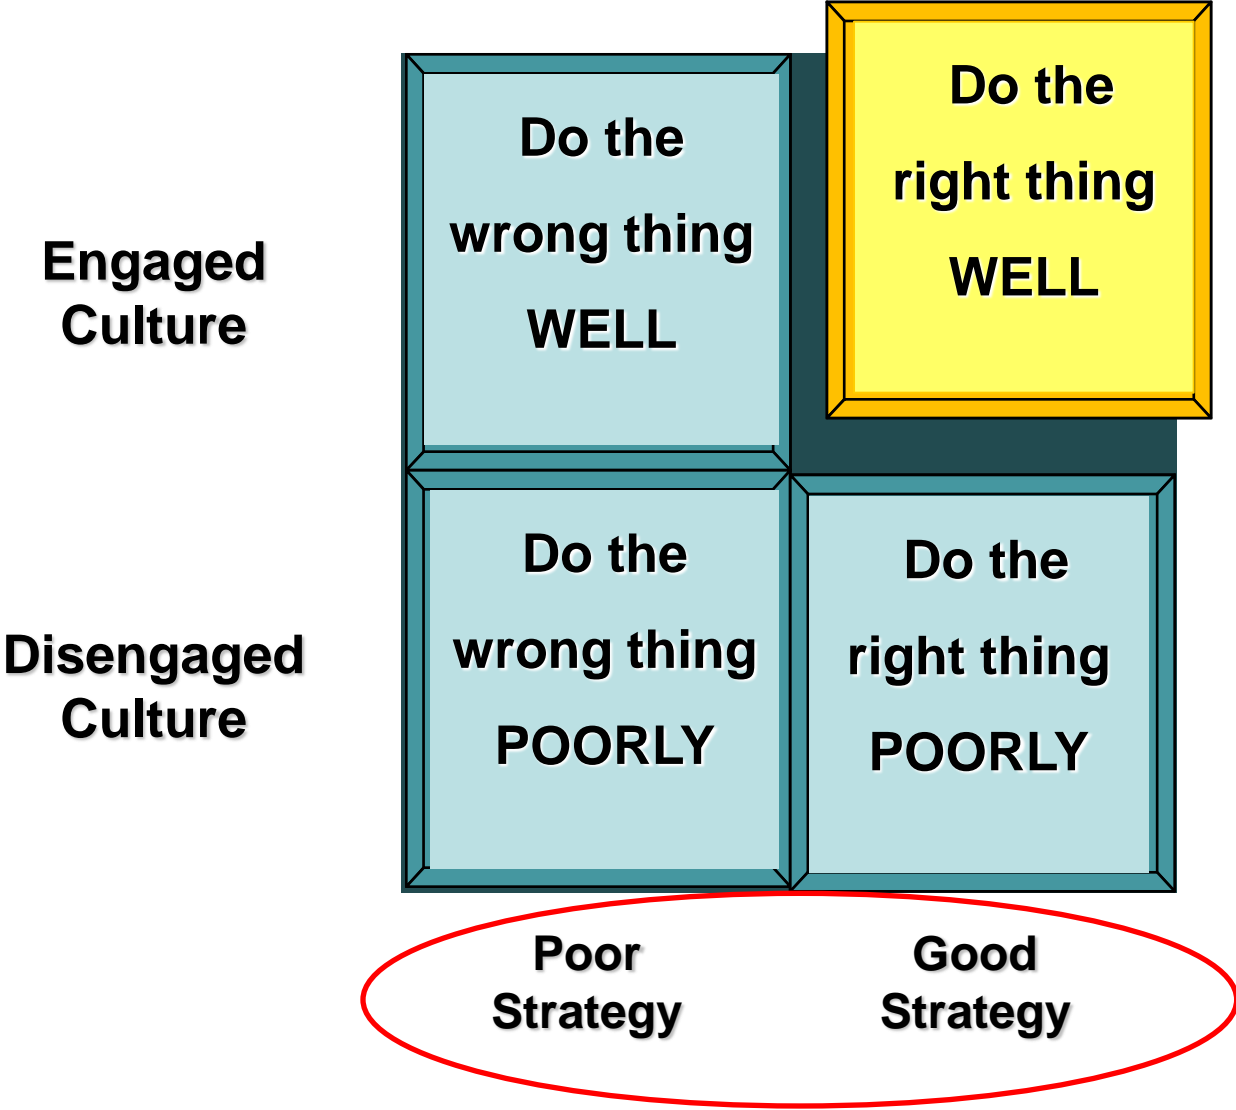 Do the
wrong thing
WELL
Do the
right thing
WELL
Engaged
Culture
Do the
wrong thing
POORLY
Do the
right thing
POORLY
Disengaged
Culture
Poor
Strategy
Good
Strategy